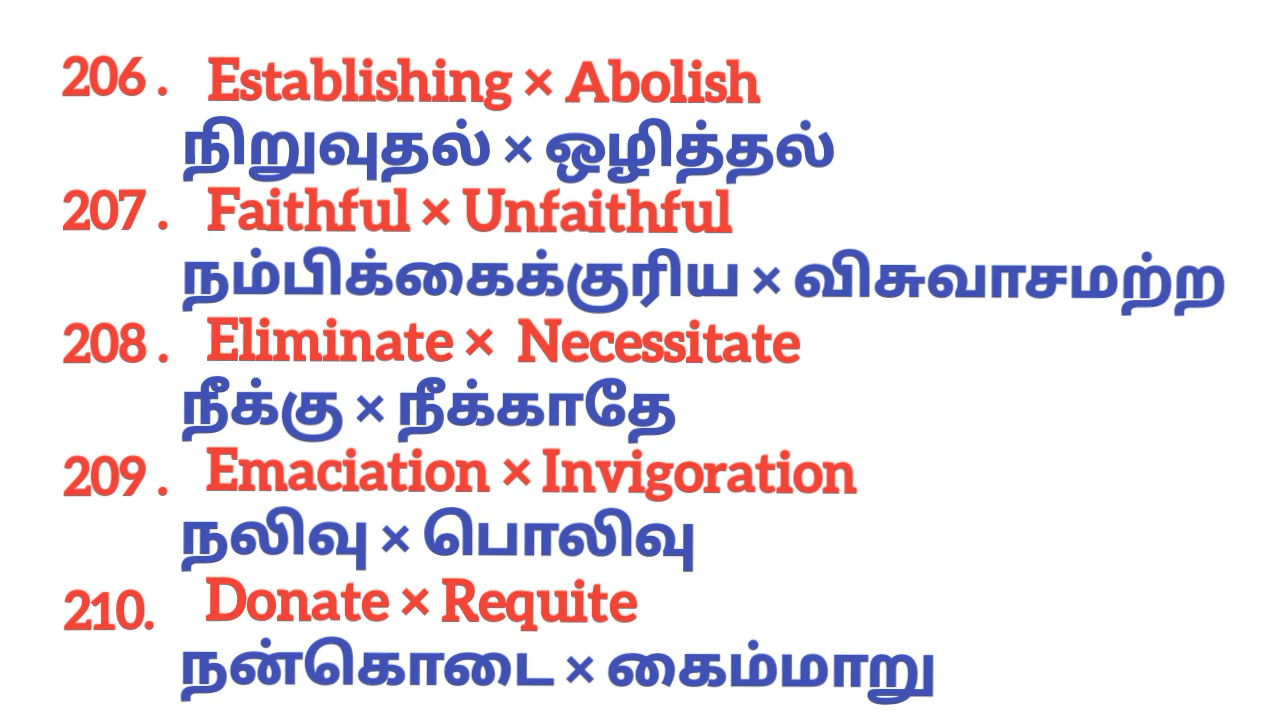 206 . Establishing × Abolish
நிறுவுதல் × ஒழித்தல்
207 . Faithful × Unfaithful
நம்பிக்கைக்குரிய × விசுவாசமற்ற
208 . Eliminate × Necessitate
நீக்கு × நீக்காதே
209 . Emaciation × Invigoration
நலிவு × பொலிவு
210. Donate × Requite
நன்கொடை × கைம்மாறு